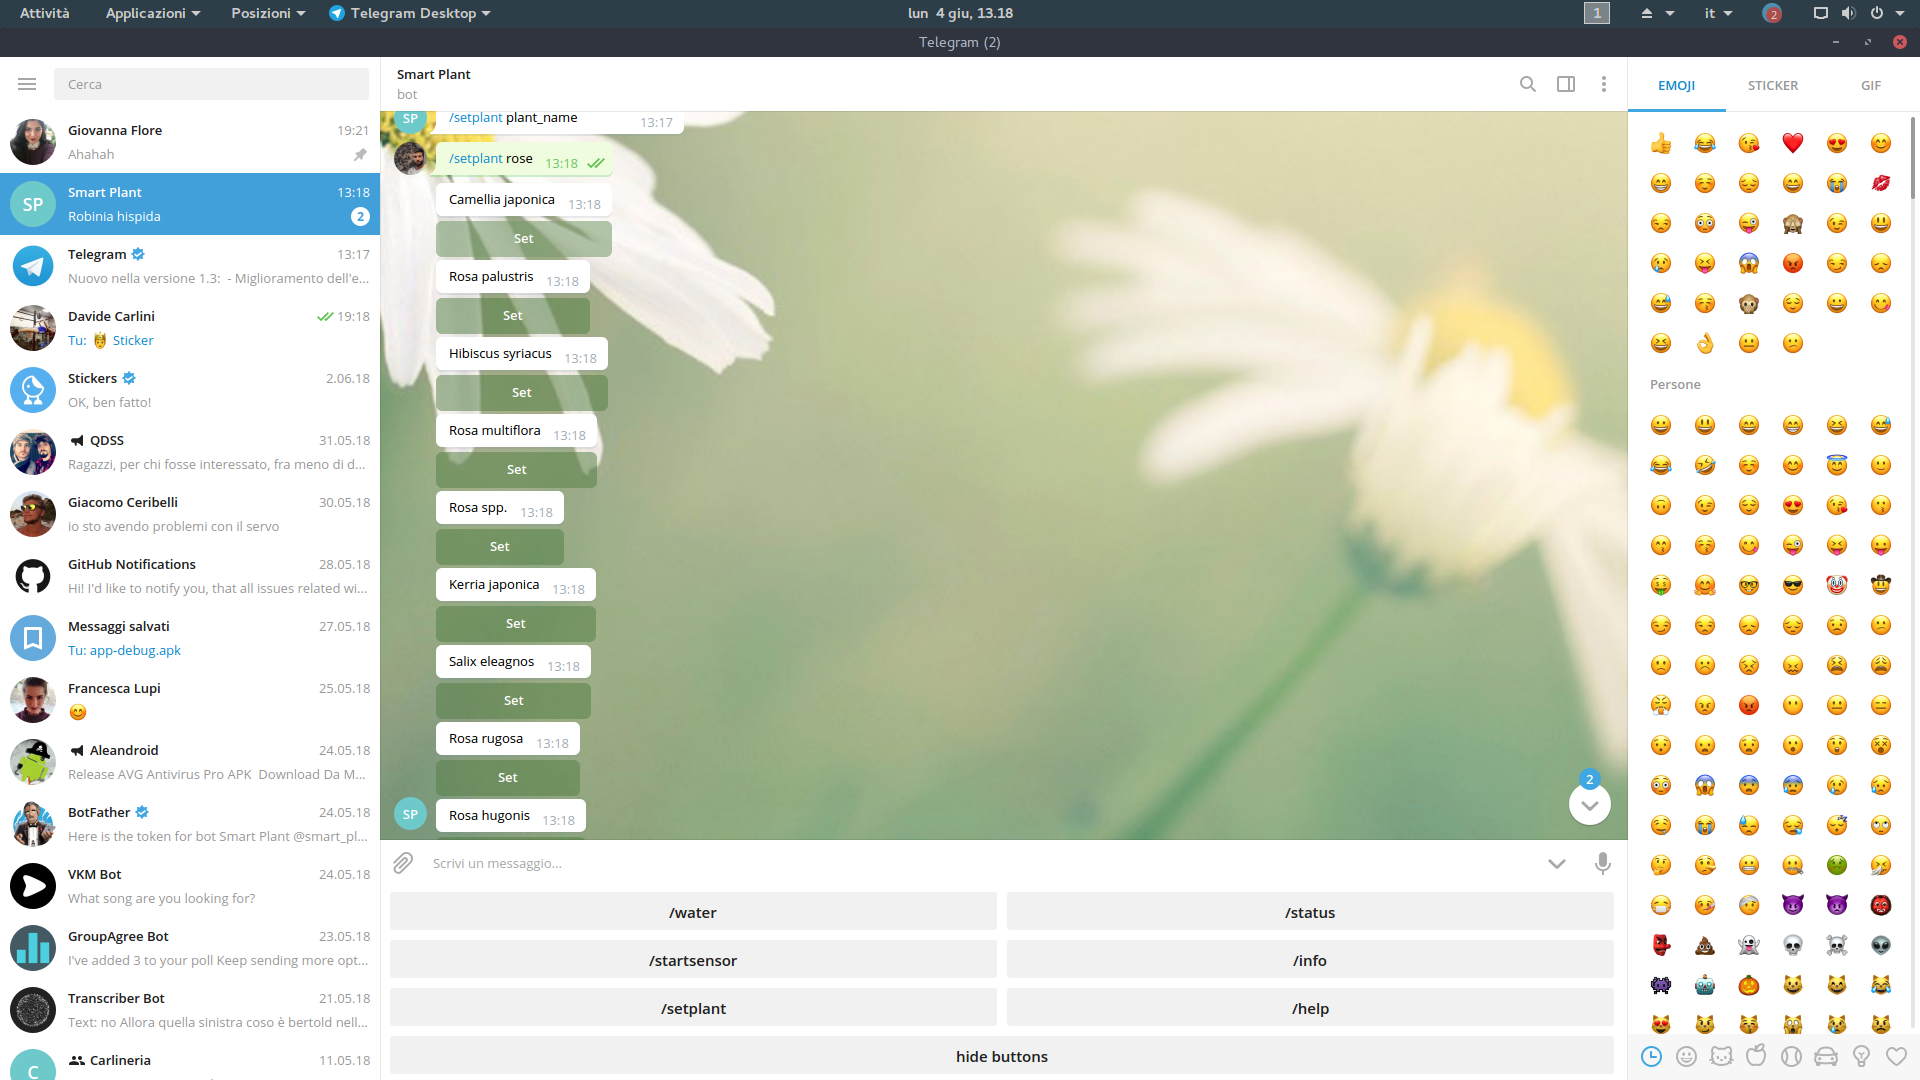 Attività Applicazioni Posizioni Telegram Desktop lun 4 giu, 13.18 1 it 2
Telegram (2)
Cerca
Giovanna Flore 19:21
Ahahah
SP Smart Plant 13:18
Robinia hispida 2
Telegram 13:17
Nuovo nella versione 1.3: - Miglioramento dell'e...
Davide Carlini 19:18
Tu: Sticker
Stickers 2.06.18
OK, ben fatto!
QDSS 31.05.18
Ragazzi, per chi fosse interessato, fra meno di d...
Giacomo Ceribelli 30.05.18
io sto avendo problemi con il servo
GitHub Notifications 28.05.18
Hi! I'd like to notify you, that all issues related wi...
Messaggi salvati 27.05.18
Tu: app-debug.apk
Francesca Lupi 25.05.18
Aleandroid 24.05.18
Release AVG Antivirus Pro APK Download Da M...
BotFather 24.05.18
Here is the token for bot Smart Plant @smart_pl...
VKM Bot 24.05.18
What song are you looking for?
GroupAgree Bot 23.05.18
I've added 3 to your poll Keep sending more opt...
Transcriber Bot 21.05.18
Text: no Allora quella sinistra coso è bertold nell...
C Carlineria 11.05.18
Smart Plant
bot
SP /setplant plant_name 13:17
/setplant rose 13:18
Camellia japonica 13:18
Set
Rosa palustris 13:18
Set
Hibiscus syriacus 13:18
Set
Rosa multiflora 13:18
Set
Rosa spp. 13:18
Set
Kerria japonica 13:18
Set
Salix eleagnos 13:18
Set
Rosa rugosa 13:18
Set
SP Rosa hugonis 13:18
2
Scrivi un messaggio...
/water /status
/startsensor /info
/setplant /help
hide buttons
EMOJI STICKER GIF
Persone